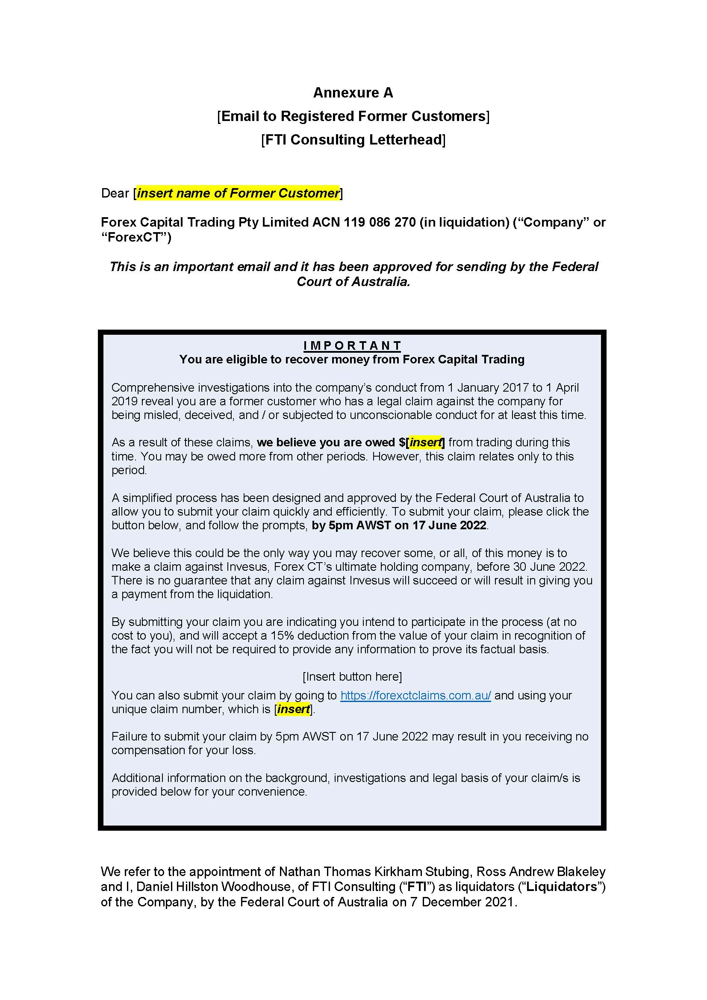 Annexure A
[Email to Registered Former Customers]
[FTI Consulting Letterhead]
Dear [insert name of Former Customer]
Forex Capital Trading Pty Limited ACN 119 086 270 (in liquidation) (“Company” or
“ForexCT”)
This is an important email and it has been approved for sending by the Federal
Court of Australia.
I M P O R T A N T
You are eligible to recover money from Forex Capital Trading
Comprehensive investigations into the company’s conduct from 1 January 2017 to 1 April
2019 reveal you are a former customer who has a legal claim against the company for
being misled, deceived, and / or subjected to unconscionable conduct for at least this time.
As a result of these claims, we believe you are owed $[insert] from trading during this
time. You may be owed more from other periods. However, this claim relates only to this
period.
A simplified process has been designed and approved by the Federal Court of Australia to
allow you to submit your claim quickly and efficiently. To submit your claim, please click the
button below, and follow the prompts, by 5pm AWST on 17 June 2022.
We believe this could be the only way you may recover some, or all, of this money is to
make a claim against Invesus, Forex CT’s ultimate holding company, before 30 June 2022.
There is no guarantee that any claim against Invesus will succeed or will result in giving you
a payment from the liquidation.
By submitting your claim you are indicating you intend to participate in the process (at no
cost to you), and will accept a 15% deduction from the value of your claim in recognition of
the fact you will not be required to provide any information to prove its factual basis.
[Insert button here]
You can also submit your claim by going to https://forexctclaims.com.au/ and using your
unique claim number, which is [insert].
Failure to submit your claim by 5pm AWST on 17 June 2022 may result in you receiving no
compensation for your loss.
Additional information on the background, investigations and legal basis of your claim/s is
provided below for your convenience.
We refer to the appointment of Nathan Thomas Kirkham Stubing, Ross Andrew Blakeley
and I, Daniel Hillston Woodhouse, of FTI Consulting (“FTI”) as liquidators (“Liquidators”)
of the Company, by the Federal Court of Australia on 7 December 2021.